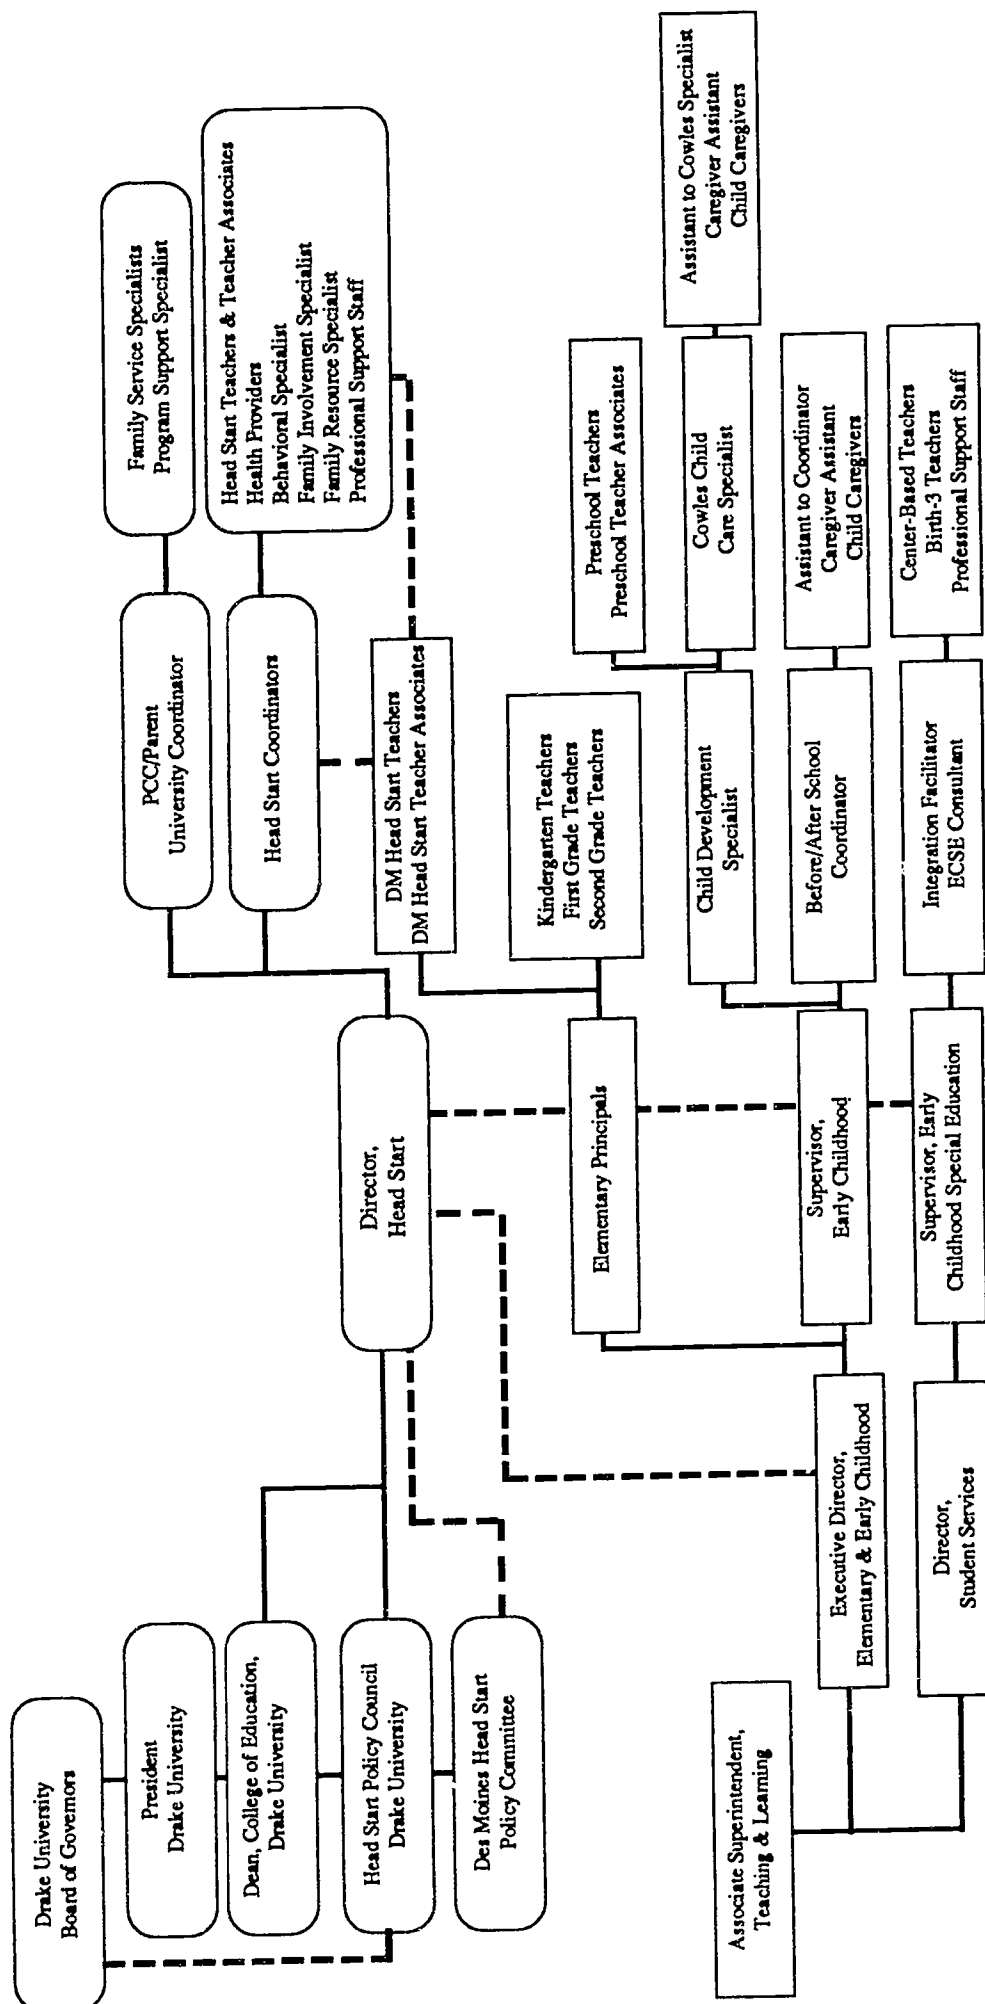 Drake University
Board of Governors
President
Drake University
Dean, College of Education,
Drake University
Head Start Policy Council
Drake University
Des Moines Head Start
Policy Committee
Director,
Head Start
PCC/Parent
University Coordinator
Family Service Specialists
Program Support Specialist
Head Start Coordinators
Head Start Teachers & Teacher Associates
Health Providers
Behavioral Specialist
Family Involvement Specialist
Family Resource Specialist
Professional Support Staff
DM Head Start Teachers
DM Head Start Teacher Associates
Associate Superintendent,
Teaching & Learning
Executive Director,
Elementary & Early Childhood
Director,
Student Services
Elementary Principals
Kindergarten Teachers
First Grade Teachers
Second Grade Teachers
Supervisor,
Early Childhood
Child Development
Specialist
Preschool Teachers
Preschool Teacher Associates
Cowles Child
Care Specialist
Assistant to Cowles Specialist
Caregiver Assistant
Child Caregivers
Before/After School
Coordinator
Assistant to Coordinator
Caregiver Assistant
Child Caregivers
Supervisor, Early
Childhood Special Education
Integration Facilitator
ECSE Consultant
Center-Based Teachers
Birth-3 Teachers
Professional Support Staff